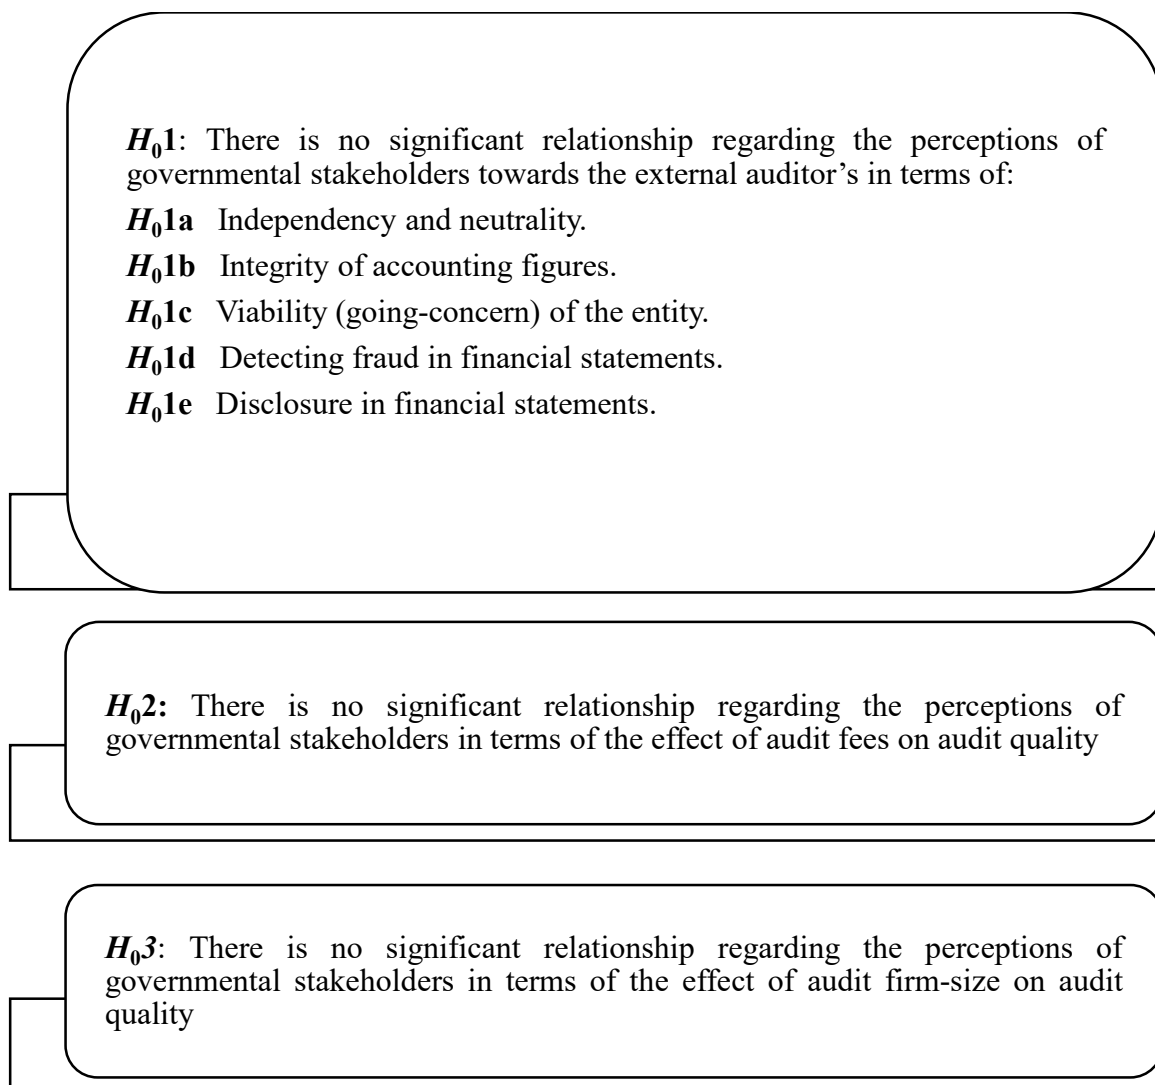 H₀1: There is no significant relationship regarding the perceptions of
governmental stakeholders towards the external auditor’s in terms of:
H₀1a Independency and neutrality.
H₀1b Integrity of accounting figures.
H₀1c Viability (going-concern) of the entity.
H₀1d Detecting fraud in financial statements.
H₀1e Disclosure in financial statements.
H₀2: There is no significant relationship regarding the perceptions of
governmental stakeholders in terms of the effect of audit fees on audit quality
H₀3: There is no significant relationship regarding the perceptions of
governmental stakeholders in terms of the effect of audit firm-size on audit
quality